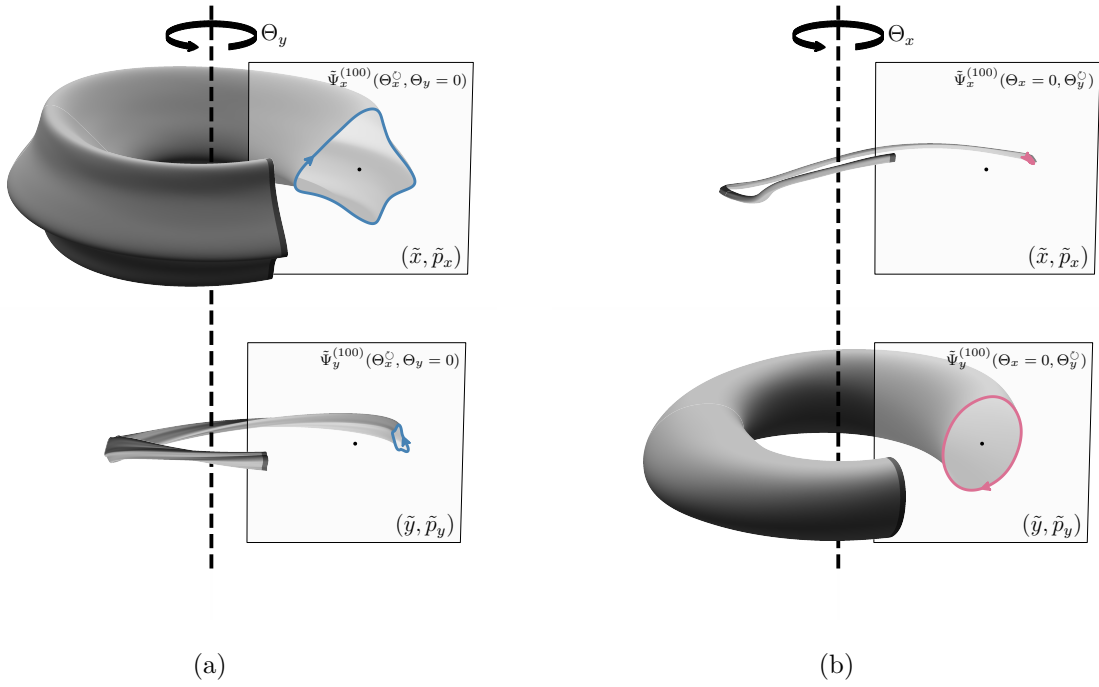 Θ_y
Ψ̃_x^{(100)}(Θ_x^↻, Θ_y = 0)
(x̃, p̃_x)
Ψ̃_y^{(100)}(Θ_x^↻, Θ_y = 0)
(ỹ, p̃_y)
(a)
Θ_x
Ψ̃_x^{(100)}(Θ_x = 0, Θ_y^↻)
(x̃, p̃_x)
Ψ̃_y^{(100)}(Θ_x = 0, Θ_y^↻)
(ỹ, p̃_y)
(b)